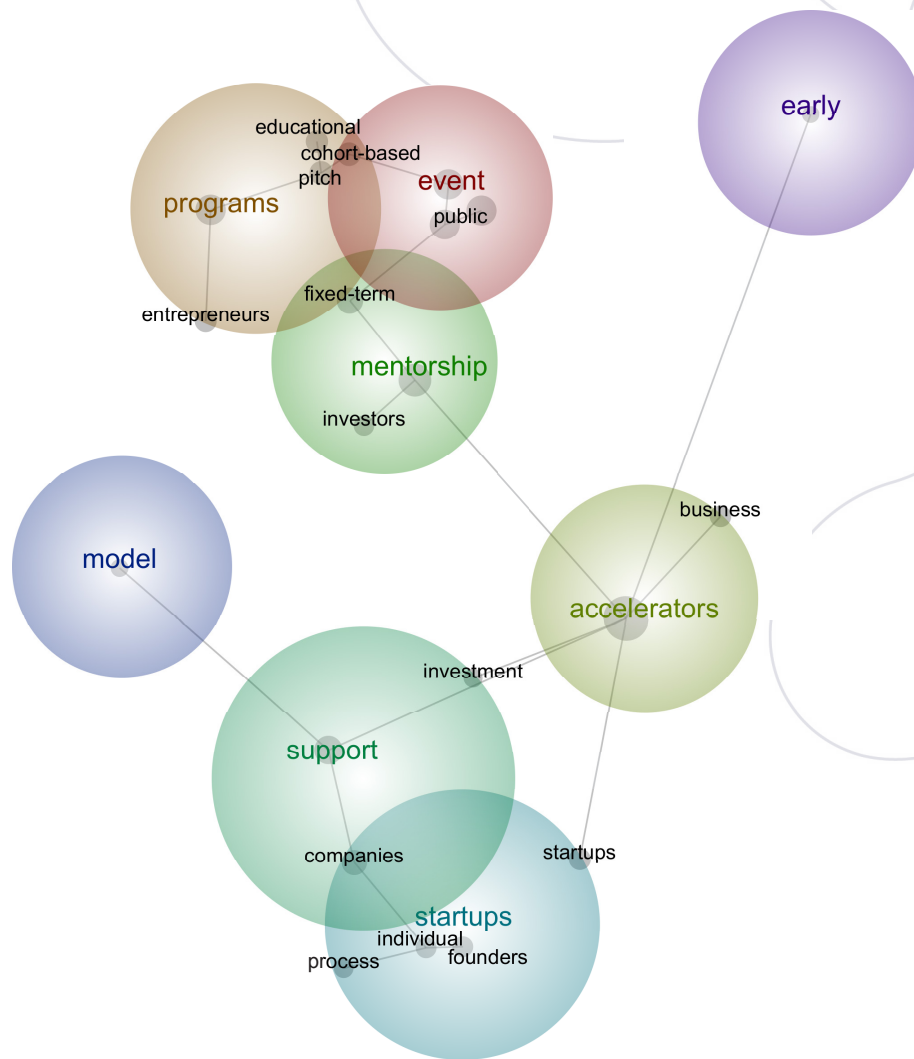 early
educational
cohort-based
pitch
event
programs
public
fixed-term
entrepreneurs
mentorship
investors
business
model
accelerators
investment
support
companies
startups
startups
individual
founders
process